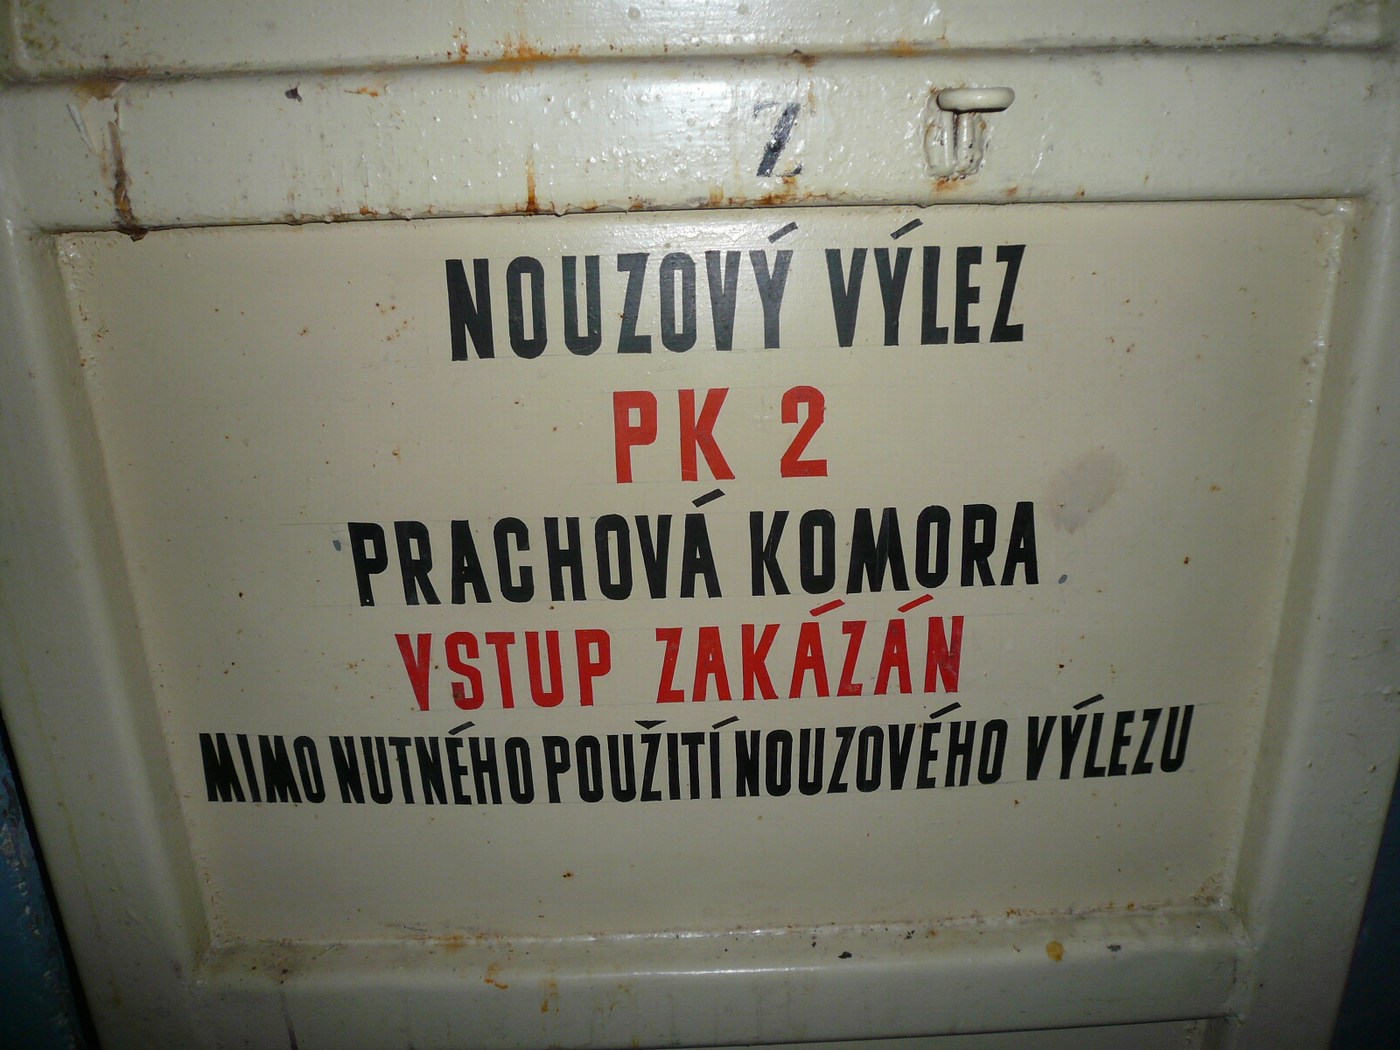 Z
NOUZOVÝ VÝLEZ
PK 2
PRACHOVÁ KOMORA
VSTUP ZAKÁZÁN
MIMO NUTNÉHO POUŽITÍ NOUZOVÉHO VÝLEZU